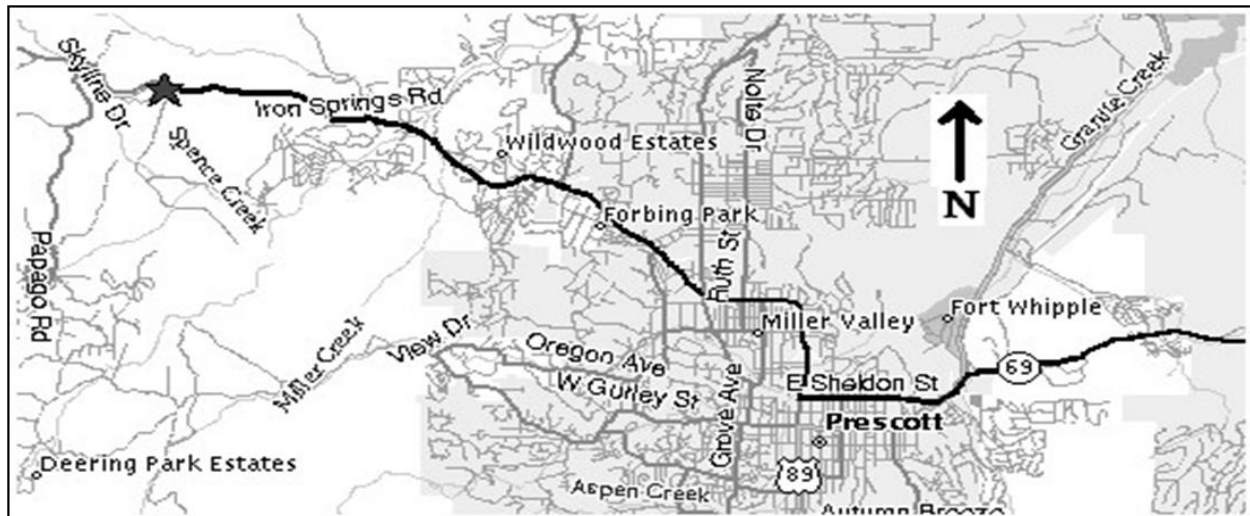 Skyline Dr
Iron Springs Rd
Spence Creek
Wildwood Estates
Nolte Dr
Granite Creek
N
Forbing Park
Papago Rd
Ruth St
Fort Whipple
Miller Valley
Miller Creek
View Dr
Oregon Ave
W Gurley St
Grove Ave
E Sheldon St
69
Prescott
Deering Park Estates
89
Aspen Creek
Autumn Breeze